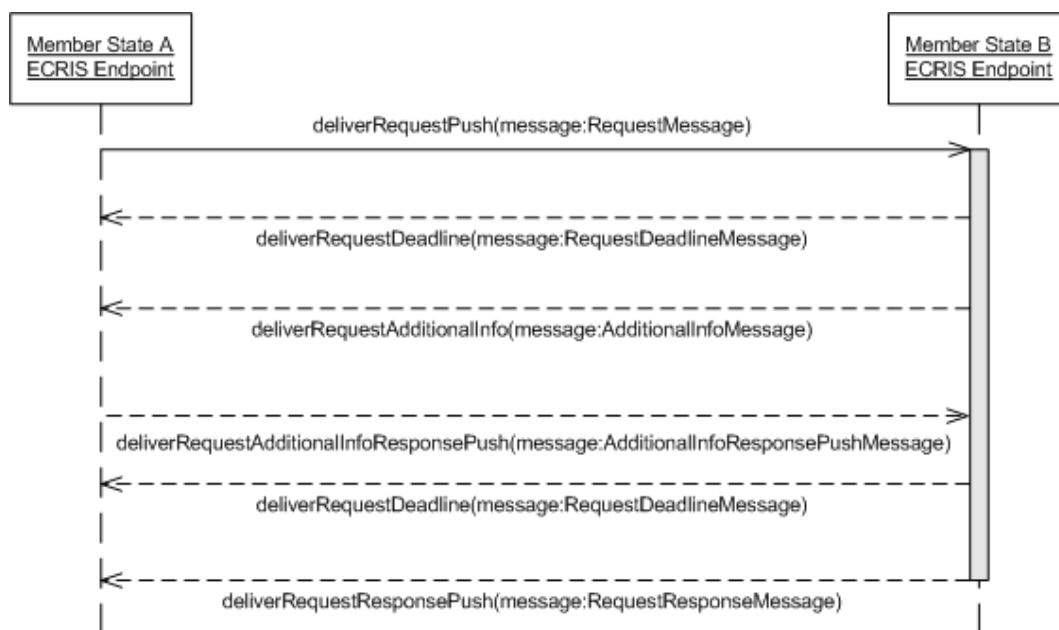 Member State A
ECRIS Endpoint
Member State B
ECRIS Endpoint
deliverRequestPush(message:RequestMessage)
deliverRequestDeadline(message:RequestDeadlineMessage)
deliverRequestAdditionalInfo(message:AdditionalInfoMessage)
deliverRequestAdditionalInfoResponsePush(message:AdditionalInfoResponsePushMessage)
deliverRequestDeadline(message:RequestDeadlineMessage)
deliverRequestResponsePush(message:RequestResponseMessage)